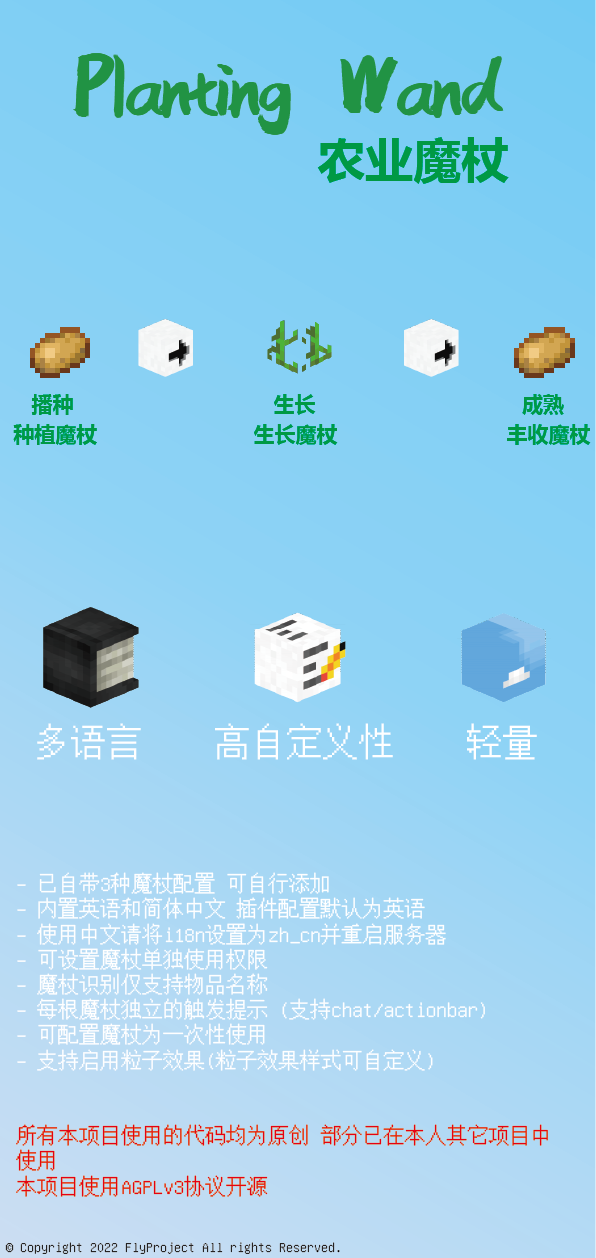 Planting Wand
农业魔杖
播种 生长 成熟
种植魔杖 生长魔杖 丰收魔杖
多语言 高自定义性 轻量
- 已自带3种魔杖配置 可自行添加
- 内置英语和简体中文 插件配置默认为英语
- 使用中文请将i18n设置为zh_cn并重启服务器
- 可设置魔杖单独使用权限
- 魔杖识别仅支持物品名称
- 每根魔杖独立的触发提示 (支持chat/actionbar)
- 可配置魔杖为一次性使用
- 支持启用粒子效果(粒子效果样式可自定义)
所有本项目使用的代码均为原创 部分已在本人其它项目中
使用
本项目使用AGPLv3协议开源
© Copyright 2022 FlyProject All rights Reserved.